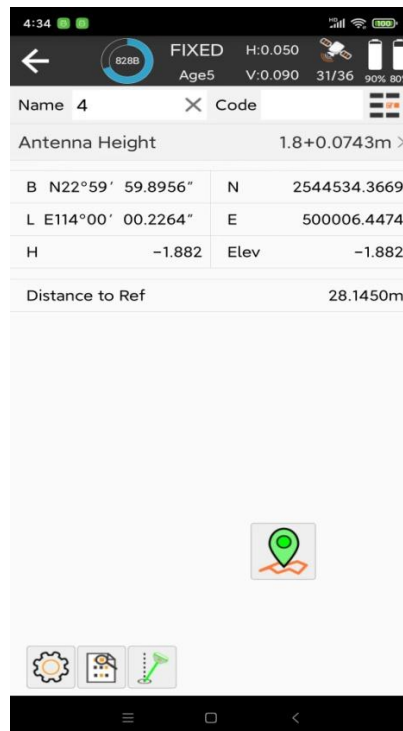 4:34 100
828B FIXED H:0.050
Age5 V:0.090 31/36 90% 80%
Name 4 Code
Antenna Height 1.8+0.0743m
B N22°59′ 59.8956″ N 2544534.3669
L E114°00′ 00.2264″ E 500006.4474
H -1.882 Elev -1.882
Distance to Ref 28.1450m